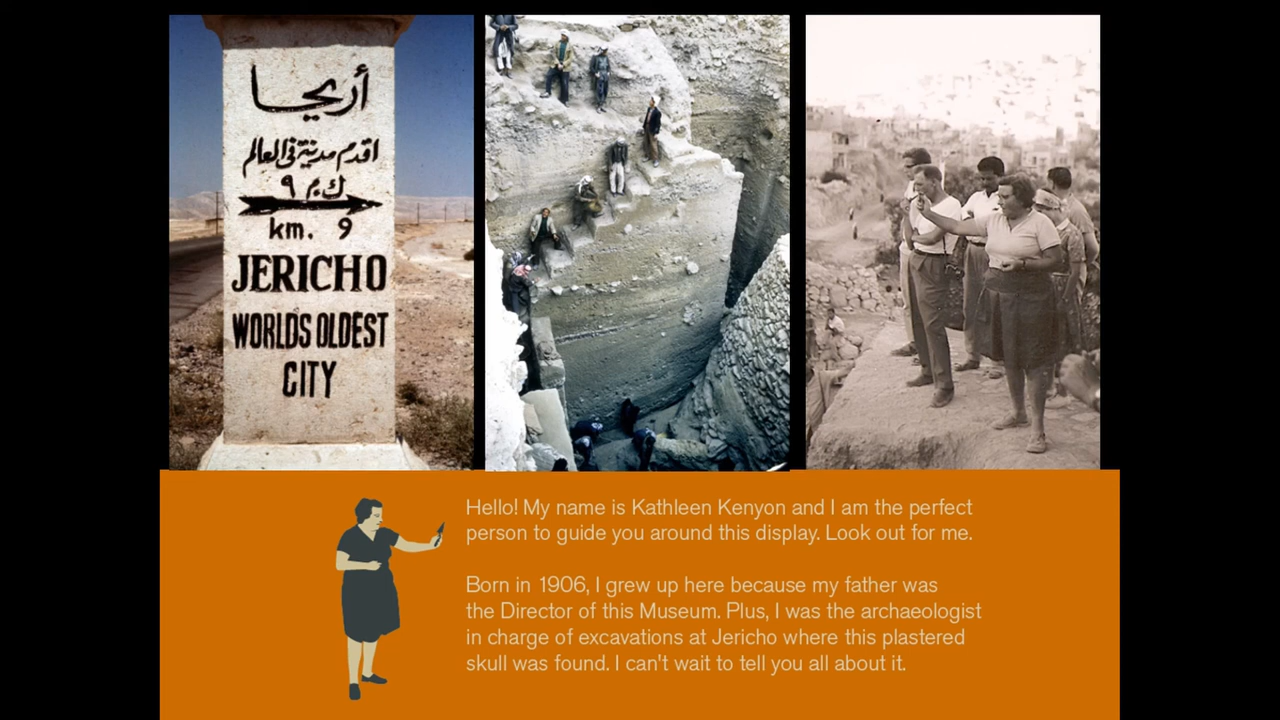 أريحا
اقدم مدينة في العالم
ك.م ٩
km. 9
JERICHO
WORLDS OLDEST
CITY
Hello! My name is Kathleen Kenyon and I am the perfect
person to guide you around this display. Look out for me.
Born in 1906, I grew up here because my father was
the Director of this Museum. Plus, I was the archaeologist
in charge of excavations at Jericho where this plastered
skull was found. I can't wait to tell you all about it.